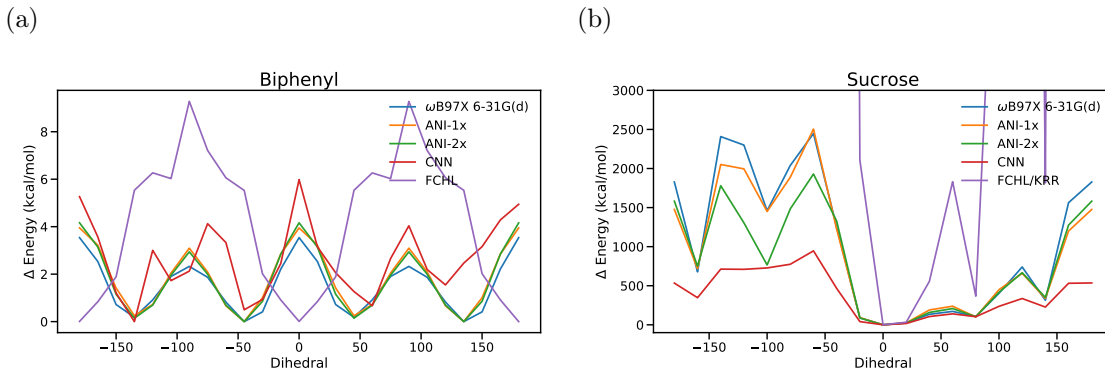 (a)
(b)
Biphenyl
Sucrose
ωB97X 6-31G(d)
ANI-1x
ANI-2x
CNN
FCHL
ωB97X 6-31G(d)
ANI-1x
ANI-2x
CNN
FCHL/KRR
Δ Energy (kcal/mol)
8
6
4
2
0
−150
−100
−50
0
50
100
150
Dihedral
Δ Energy (kcal/mol)
3000
2500
2000
1500
1000
500
0
−150
−100
−50
0
50
100
150
Dihedral